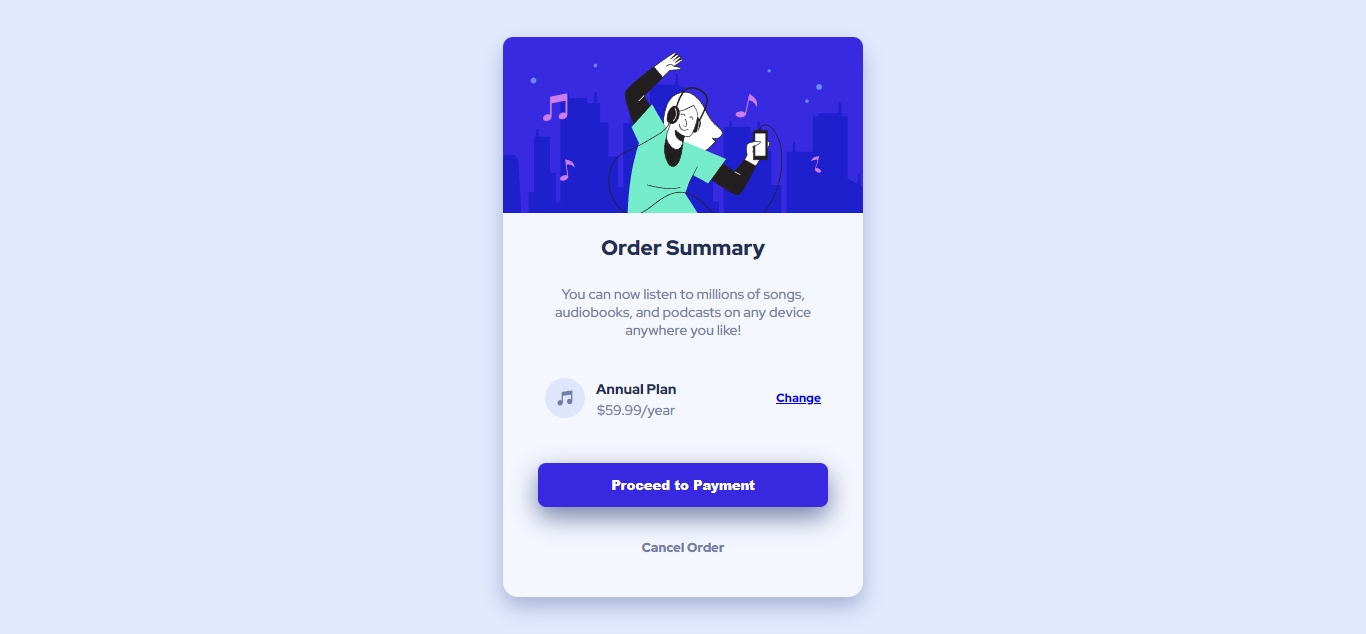 Order Summary
You can now listen to millions of songs,
audiobooks, and podcasts on any device
anywhere you like!
Annual Plan
$59.99/year
Change
Proceed to Payment
Cancel Order